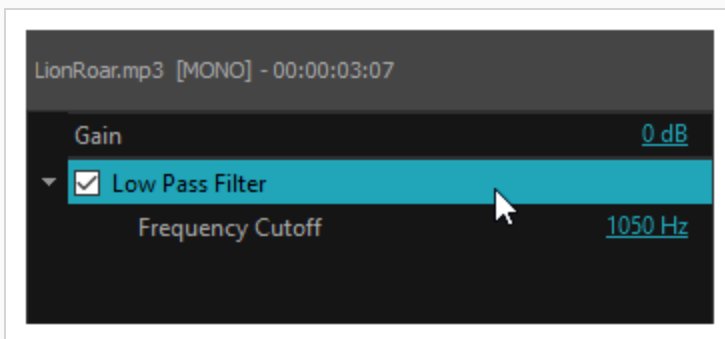 LionRoar.mp3 [MONO] - 00:00:03:07
Gain 0 dB
Low Pass Filter
Frequency Cutoff 1050 Hz